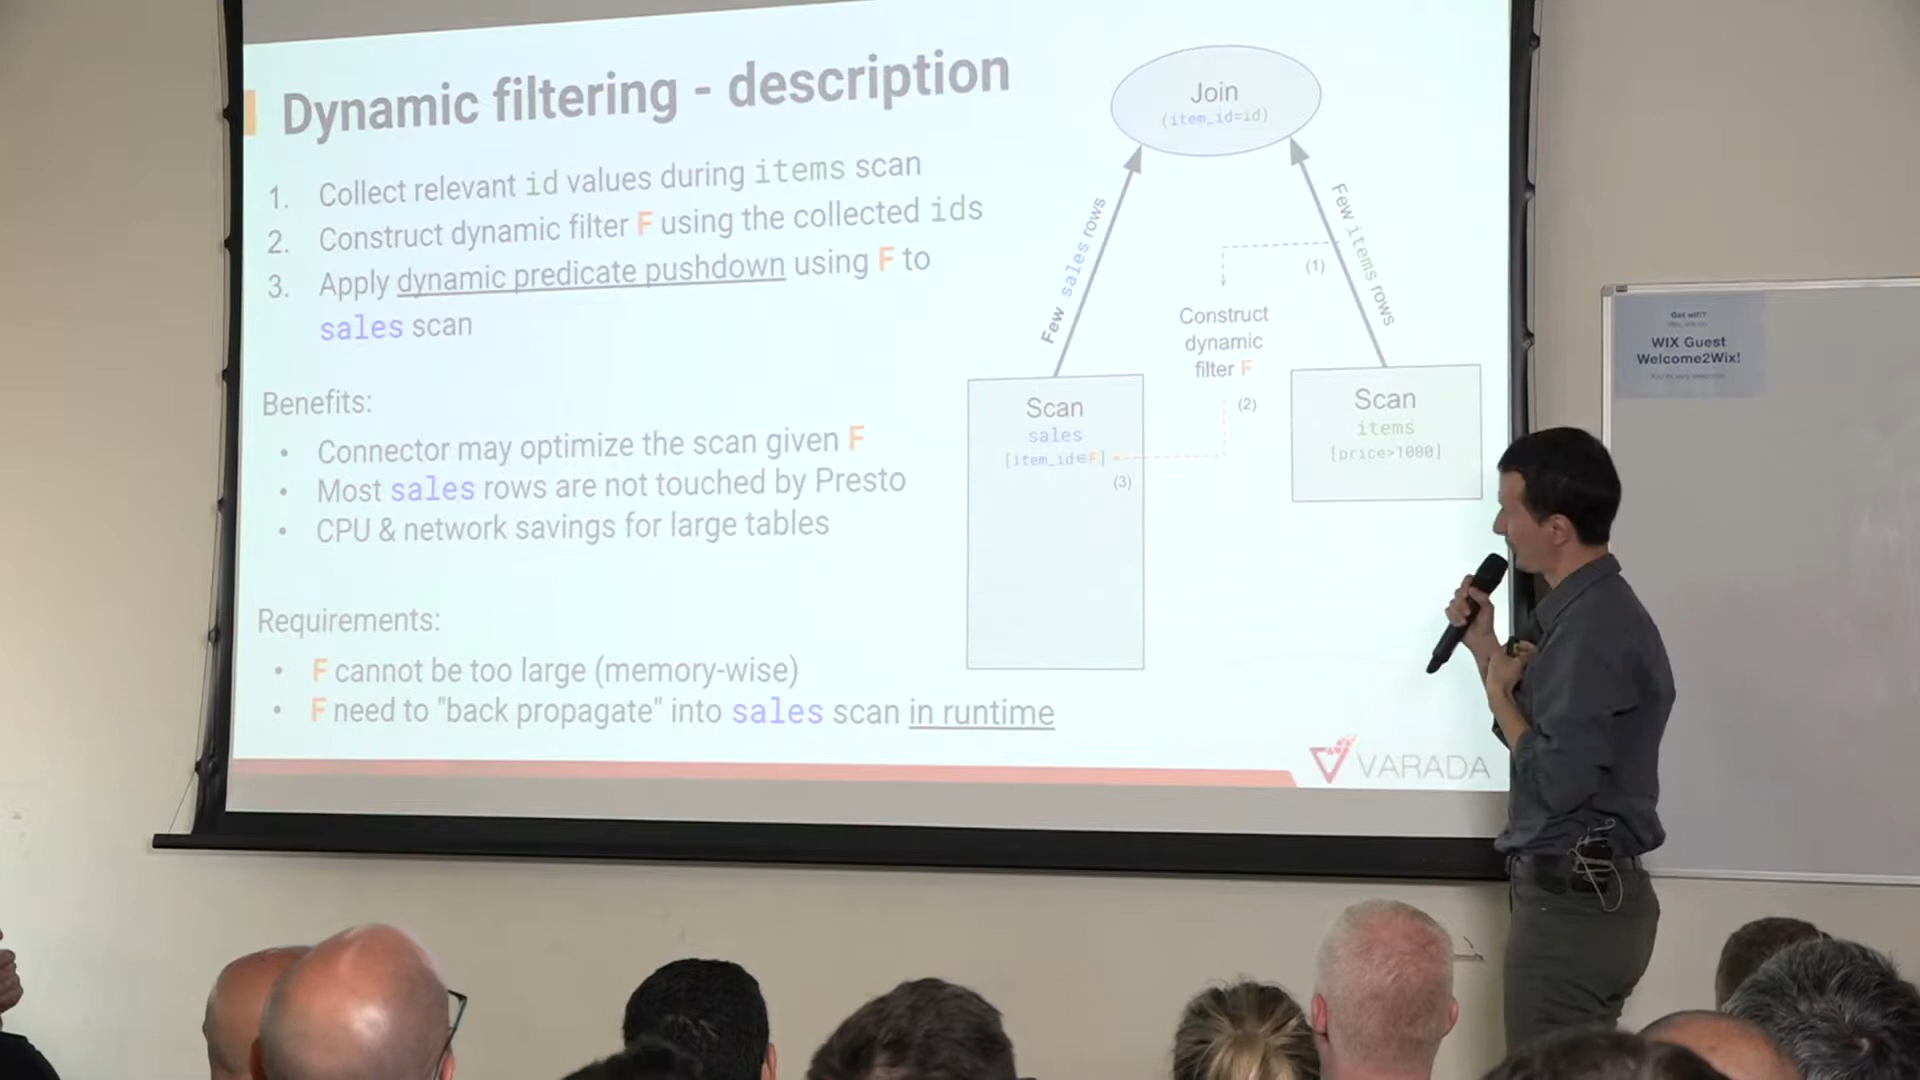 Dynamic filtering - description
1. Collect relevant id values during items scan
2. Construct dynamic filter F using the collected ids
3. Apply dynamic predicate pushdown using F to
sales scan
Benefits:
• Connector may optimize the scan given F
• Most sales rows are not touched by Presto
• CPU & network savings for large tables
Requirements:
• F cannot be too large (memory-wise)
• F need to "back propagate" into sales scan in runtime
Join
(item_id=id)
Few sales rows
Few items rows
(1)
Construct
dynamic
filter F
(2)
Scan
sales
[item_id∈F]
(3)
Scan
items
[price>1000]
VARADA
Got wifi?
WIX Guest
Welcome2Wix!